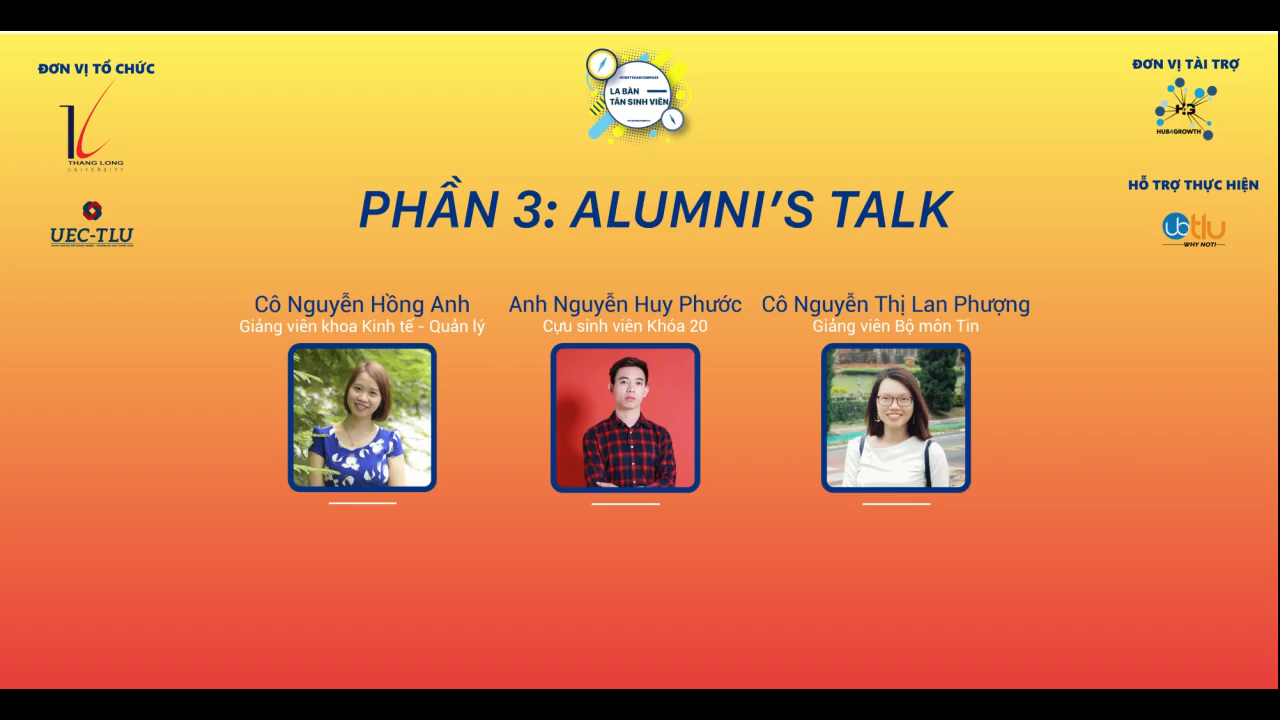 ĐƠN VỊ TỔ CHỨC
THANG LONG
UNIVERSITY
UEC-TLU
LA BÀN
TÂN SINH VIÊN
ĐƠN VỊ TÀI TRỢ
HUB4GROWTH
HỖ TRỢ THỰC HIỆN
ubtlu
WHY NOT!
PHẦN 3: ALUMNI'S TALK
Cô Nguyễn Hồng Anh
Giảng viên khoa Kinh tế - Quản lý
Anh Nguyễn Huy Phước
Cựu sinh viên Khóa 20
Cô Nguyễn Thị Lan Phượng
Giảng viên Bộ môn Tin